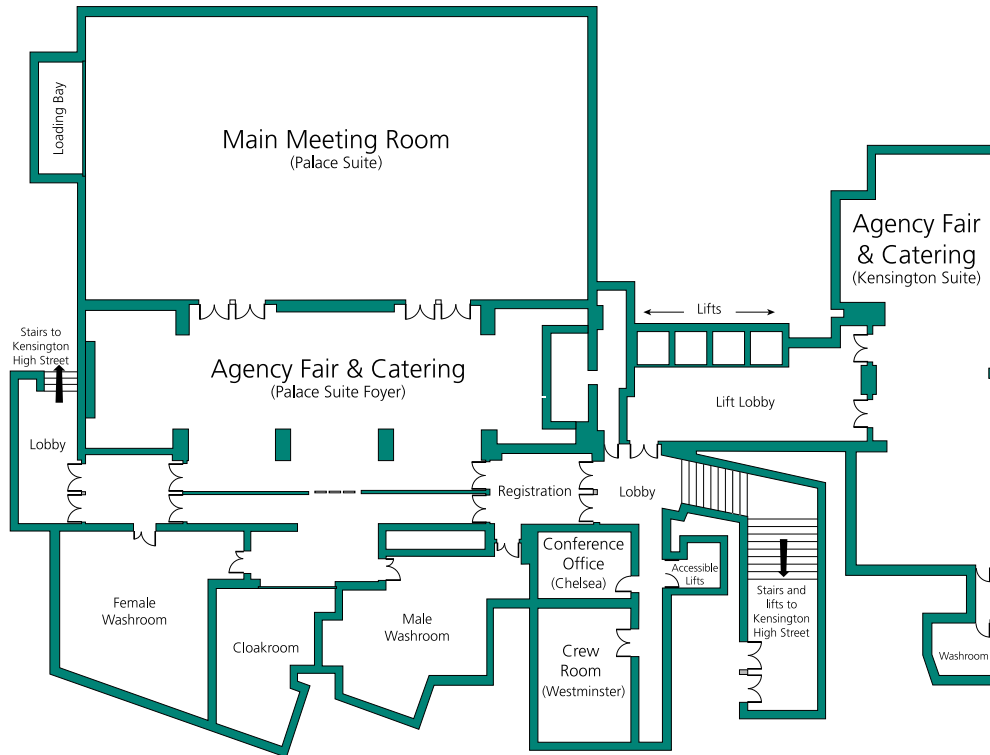 Loading Bay
Main Meeting Room
(Palace Suite)
Agency Fair
& Catering
(Kensington Suite)
Lifts
Stairs to
Kensington
High Street
Agency Fair & Catering
(Palace Suite Foyer)
Lift Lobby
L
Lobby
Registration
Lobby
Conference
Office
(Chelsea)
Accessible
Lifts
Stairs and
lifts to
Kensington
High Street
Female
Washroom
Cloakroom
Male
Washroom
Crew
Room
(Westminster)
Washroom